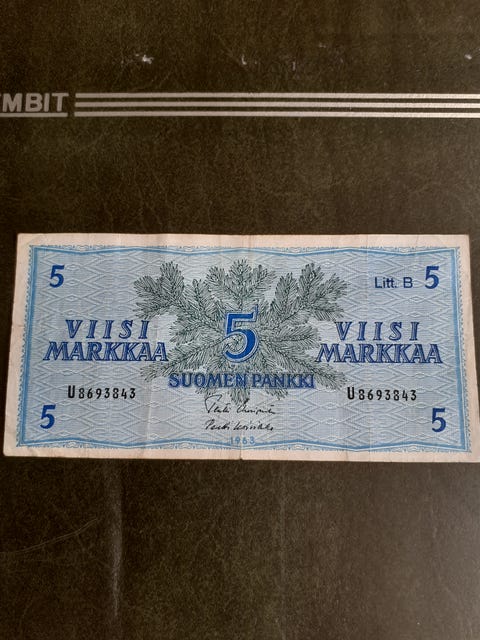 MBIT
5
Litt. B 5
VIISI
MARKKAA
5
VIISI
MARKKAA
SUOMEN PANKKI
U8693843
U8693843
5
5
1963